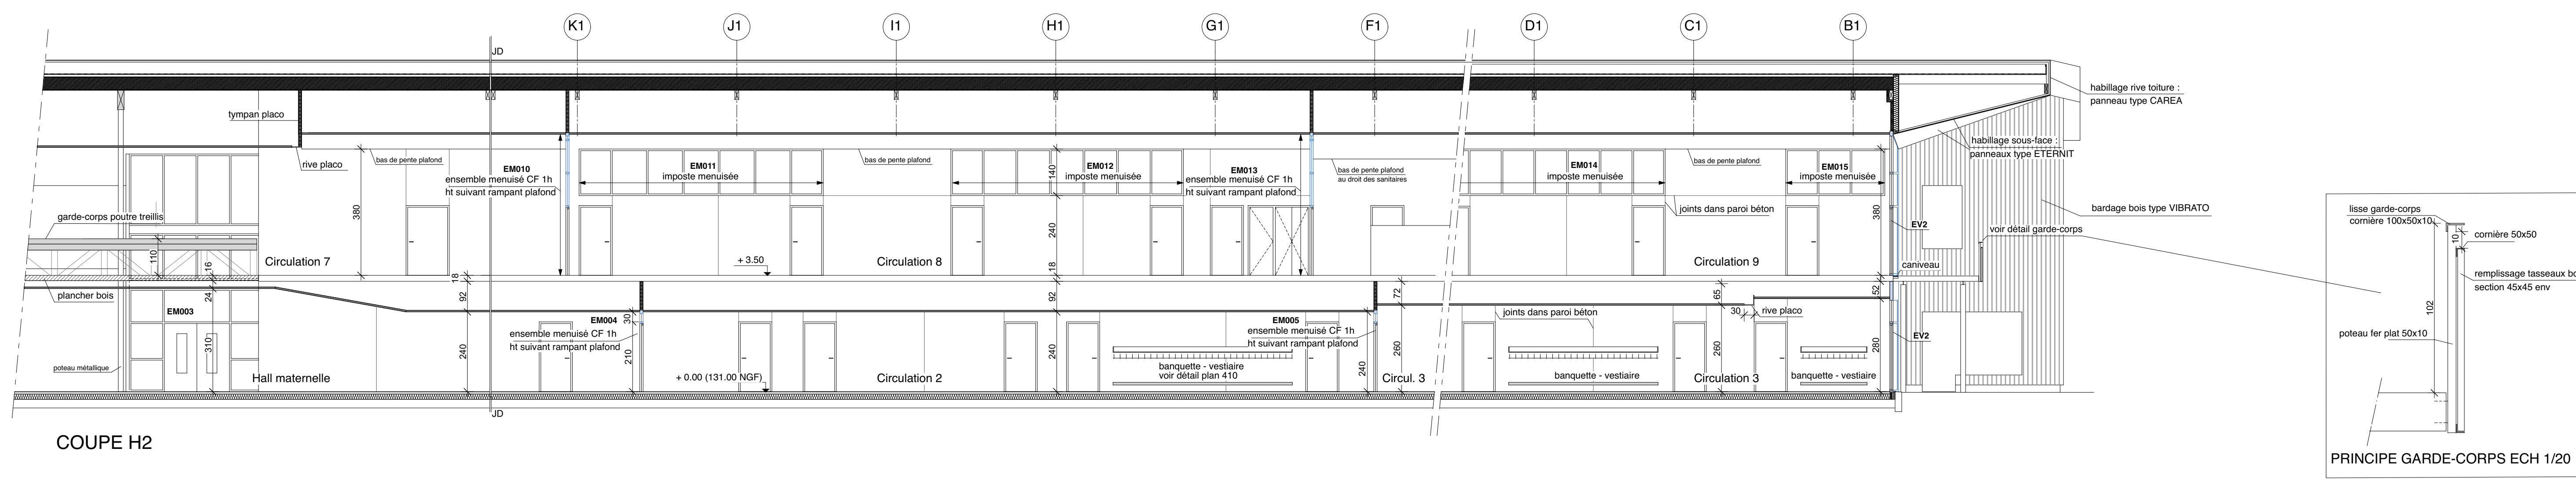 K1
J1
I1
H1
G1
F1
D1
C1
B1
JD
tympan placo
rive placo
bas de pente plafond
EM010
ensemble menuisé CF 1h
ht suivant rampant plafond
EM011
imposte menuisée
bas de pente plafond
EM012
imposte menuisée
140
EM013
ensemble menuisé CF 1h
ht suivant rampant plafond
bas de pente plafond
au droit des sanitaires
EM014
imposte menuisée
bas de pente plafond
EM015
imposte menuisée
habillage rive toiture :
panneau type CAREA
habillage sous-face :
panneaux type ETERNIT
bardage bois type VIBRATO
voir détail garde-corps
caniveau
EV2
joints dans paroi béton
380
380
240
18
garde-corps poutre treillis
110
16
Circulation 7
+ 3.50
Circulation 8
Circulation 9
plancher bois
24
18
92
92
72
65
52
EM003
310
240
EM004
30
ensemble menuisé CF 1h
ht suivant rampant plafond
210
EM005
ensemble menuisé CF 1h
ht suivant rampant plafond
240
240
260
joints dans paroi béton
30
rive placo
260
280
EV2
poteau métallique
Hall maternelle
+ 0.00 (131.00 NGF)
Circulation 2
banquette - vestiaire
voir détail plan 410
Circul. 3
banquette - vestiaire
Circulation 3
banquette - vestiaire
JD
COUPE H2
lisse garde-corps
cornière 100x50x10
10
cornière 50x50
remplissage tasseaux bo
section 45x45 env
102
poteau fer plat 50x10
PRINCIPE GARDE-CORPS ECH 1/20